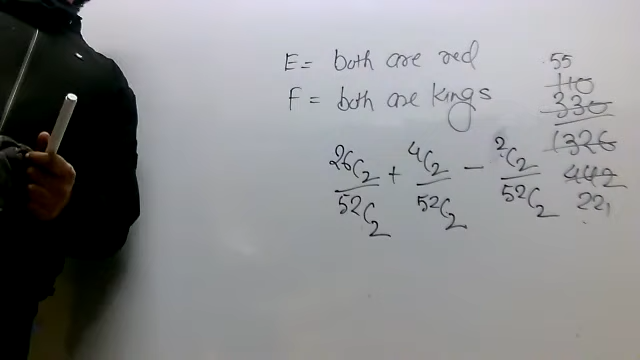 E = both are red
F = both are kings
26C2/52C2 + 4C2/52C2 − 2C2/52C2
55
110
330
1326
442
221